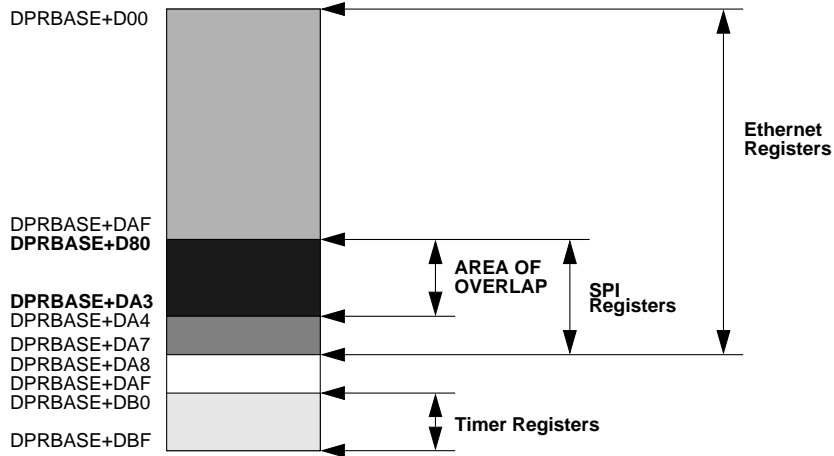 DPRBASE+D00
Ethernet
Registers
DPRBASE+DAF
DPRBASE+D80
AREA OF
OVERLAP
SPI
Registers
DPRBASE+DA3
DPRBASE+DA4
DPRBASE+DA7
DPRBASE+DA8
DPRBASE+DAF
DPRBASE+DB0
Timer Registers
DPRBASE+DBF